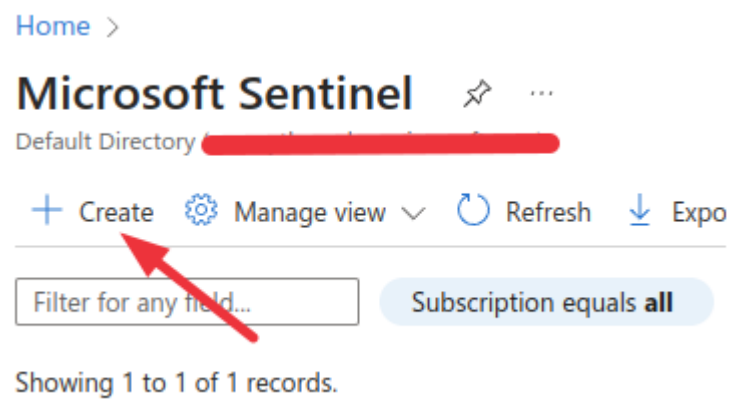 Home >
Microsoft Sentinel ...
Default Directory
+ Create Manage view Refresh Expo
Filter for any field... Subscription equals all
Showing 1 to 1 of 1 records.